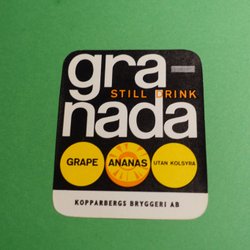 gra-
STILL DRINK
nada
GRAPE
ANANAS
UTAN KOLSYRA
KOPPARBERGS BRYGGERI AB